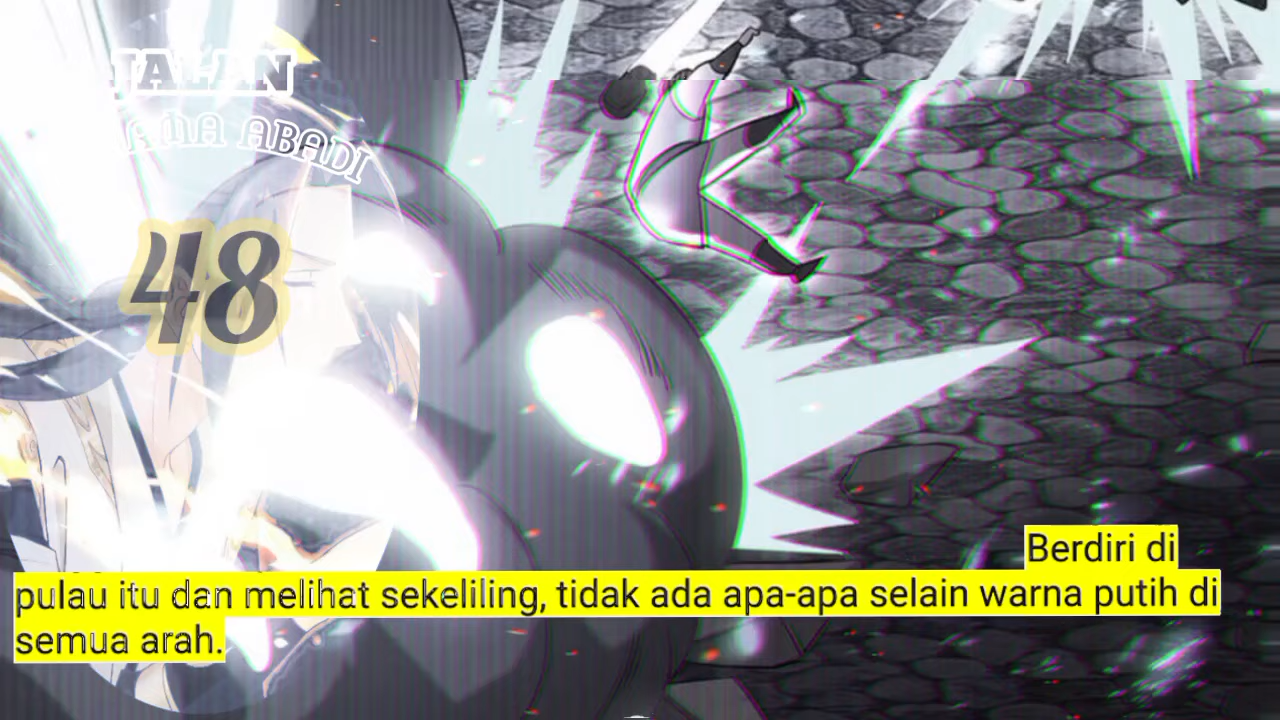 JALAN
NAMA ABADI
48
Berdiri di
pulau itu dan melihat sekeliling, tidak ada apa-apa selain warna putih di
semua arah.